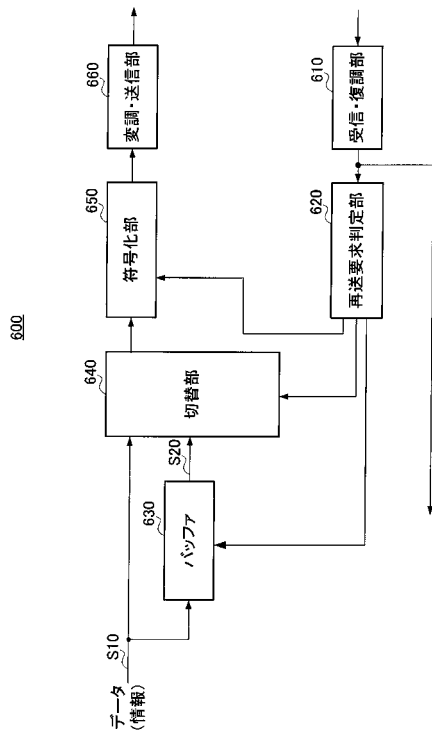 600
データ
(情報)
S10
630
バッファ
S20
640
切替部
650
符号化部
660
変調・送信部
610
受信・復調部
620
再送要求判定部